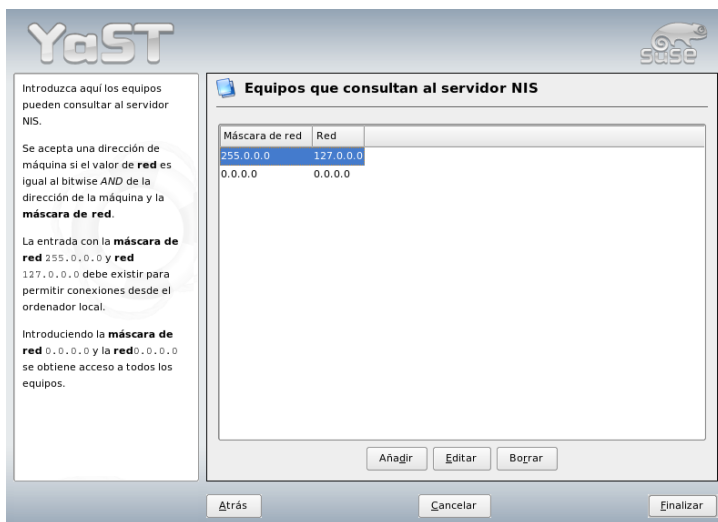 YaST
SUSE
Introduzca aquí los equipos
pueden consultar al servidor
NIS.
Se acepta una dirección de
máquina si el valor de red es
igual al bitwise AND de la
dirección de la máquina y la
máscara de red.
La entrada con la máscara de
red 255.0.0.0 y red
127.0.0.0 debe existir para
permitir conexiones desde el
ordenador local.
Introduciendo la máscara de
red 0.0.0.0 y la red0.0.0.0
se obtiene acceso a todos los
equipos.
Equipos que consultan al servidor NIS
Máscara de red Red
255.0.0.0 127.0.0.0
0.0.0.0 0.0.0.0
Añadir Editar Borrar
Atrás Cancelar Finalizar